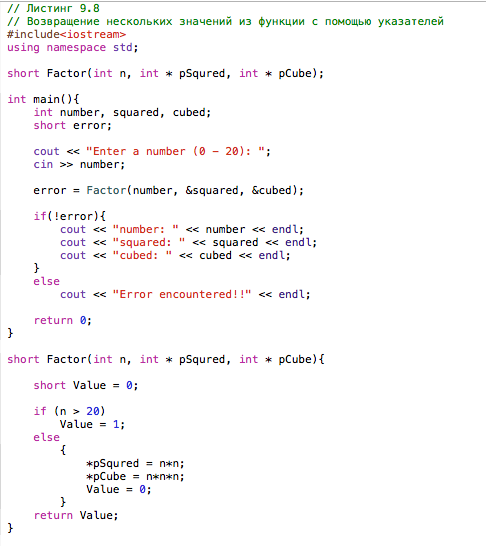 // Листинг 9.8
// Возвращение нескольких значений из функции с помощью указателей
#include<iostream>
using namespace std;

short Factor(int n, int * pSqured, int * pCube);

int main(){
    int number, squared, cubed;
    short error;

    cout << "Enter a number (0 – 20): ";
    cin >> number;

    error = Factor(number, &squared, &cubed);

    if(!error){
        cout << "number: " << number << endl;
        cout << "squared: " << squared << endl;
        cout << "cubed: " << cubed << endl;
    }
    else
        cout << "Error encountered!!" << endl;

    return 0;
}

short Factor(int n, int * pSqured, int * pCube){

    short Value = 0;

    if (n > 20)
        Value = 1;
    else
        {
            *pSqured = n*n;
            *pCube = n*n*n;
            Value = 0;
        }
    return Value;
}